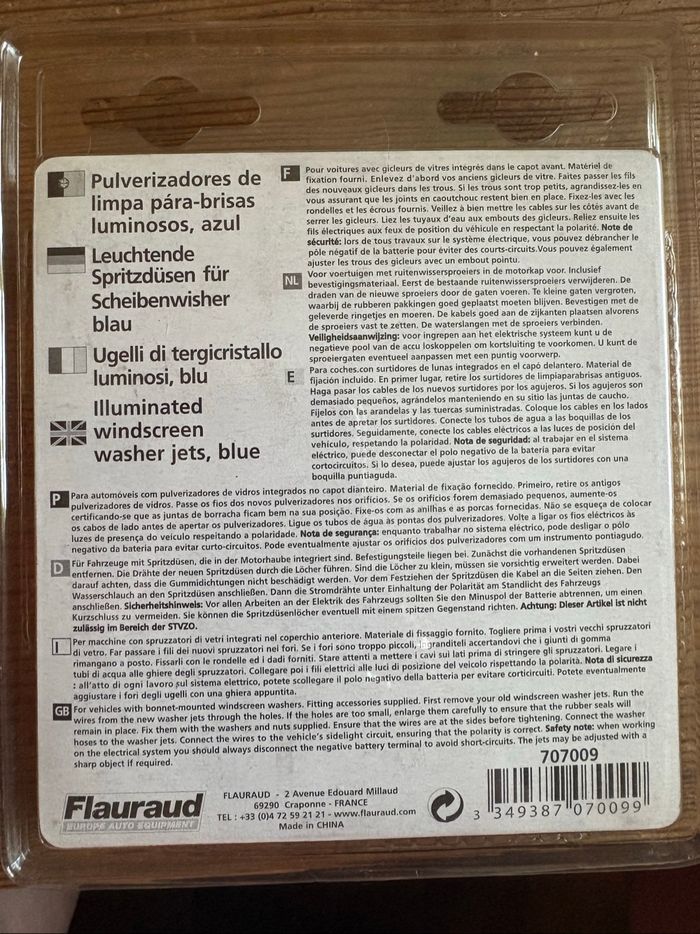 Pulverizadores de
limpa pára-brisas
luminosos, azul
Leuchtende
Spritzdüsen für
Scheibenwisher
blau
Ugelli di tergicristallo
luminosi, blu
Illuminated
windscreen
washer jets, blue
F
Pour voitures avec gicleurs de vitres intégrés dans le capot avant. Matériel de
fixation fourni. Enlevez d'abord vos anciens gicleurs de vitre. Faites passer les fils
des nouveaux gicleurs dans les trous. Si les trous sont trop petits, agrandissez-les en
vous assurant que les joints en caoutchouc restent bien en place. Fixez-les avec les
rondelles et les écrous fournis. Veillez à bien mettre les cables sur les côtés avant de
serrer les gicleurs. Liez les tuyaux d'eau aux embouts des gicleurs. Reliez ensuite les
fils électriques aux feux de position du véhicule en respectant la polarité. Note de
sécurité: lors de tous travaux sur le système électrique, vous pouvez débrancher le
pôle négatif de la batterie pour éviter des courts-circuits.Vous pouvez également
ajuster les tros des gicleurs avec un embout pointu.
NL
Voor voertuigen met ruitenwissersproeiers in de motorkap voor. Inclusief
bevestigingsmateriaal. Eerst de bestaande ruitenwissersproeiers verwijderen. De
draden van de nieuwe sproeiers door de gaten voeren. Te kleine gaten vergroten,
waarbij de rubberen pakkingen goed geplaatst moeten blijven. Bevestigen met de
geleverde ringetjes en moeren. De kabels goed aan de zijkanten plaatsen alvorens
de sproeiers vast te zetten. De waterslangen met de sproeiers verbinden.
Veiligheidsaanwijzing: voor ingrepen aan het elektrische systeem kunt u de
negatieve pool van de accu loskoppelen om kortsluiting te voorkomen. U kunt de
sproeiergaten eventueel aanpassen met een puntig voorwerp.
E
Para coches.con surtidores de lunas integrados en el capó delantero. Material de
fijación incluido. En primer lugar, retire los surtidores de limpiaparabrisas antiguos.
Haga pasar los cables de los nuevos surtidores por los agujeros. Si los agujeros son
demasiado pequeños, agrándelos manteniendo en su sitio las juntas de caucho.
Fíjelos con las arandelas y las tuercas suministradas. Coloque los cables en los lados
antes de apretar los surtidores. Conecte los tubos de agua a las boquillas de los
surtidores. Seguidamente, conecte los cables eléctricos a las luces de posición del
vehículo, respetando la polaridad. Nota de seguridad: al trabajar en el sistema
eléctrico, puede desconectar el polo negativo de la batería para evitar
cortocircuitos. Si lo desea, puede ajustar los agujeros de los surtidores con una
boquilla puntiaguda.
P
Para automóveis com pulverizadores de vidros integrados no capot dianteiro. Material de fixação fornecido. Primeiro, retire os antigos
pulverizadores de vidros. Passe os fios dos novos pulverizadores nos orifícios. Se os orifícios forem demasiado pequenos, aumente-os
certificando-se que as juntas de borracha ficam bem na sua posição. Fixe-os com as anilhas e as porcas fornecidas. Não se esqueça de colocar
os cabos de lado antes de apertar os pulverizadores. Ligue os tubos de água às pontas dos pulverizadores. Volte a ligar os fios eléctricos às
luzes de presença do veículo respeitando a polaridade. Nota de segurança: enquanto trabalhar no sistema eléctrico, pode desligar o pólo
negativo da bateria para evitar curto-circuitos. Pode eventualmente ajustar os orifícios dos pulverizadores com um instrumento pontiagudo.
D
Für Fahrzeuge mit Spritzdüsen, die in der Motorhaube integriert sind. Befestigungsteile liegen bei. Zunächst die vorhandenen Spritzdüsen
entfernen. Die Drähte der neuen Spritzdüsen durch die Löcher führen. Sind die Löcher zu klein, müssen sie vorsichtig erweitert werden. Dabei
darauf achten, dass die Gummidichtungen nicht beschädigt werden. Vor dem Festziehen der Spritzdüsen die Kabel an die Seiten ziehen. Den
Wasserschlauch an den Spritzdüsen anschließen. Dann die Stromdrähte unter Einhaltung der Polarität am Standlicht des Fahrzeugs
anschließen. Sicherheitshinweis: Vor allen Arbeiten an der Elektrik des Fahrzeugs sollten Sie den Minuspol der Batterie abtrennen, um einen
Kurzschluss zu vermeiden. Sie können die Spritzdüsenlöcher eventuell mit einem spitzen Gegenstand richten. Achtung: Dieser Artikel ist nicht
zulässig im Bereich der STVZO.
I
Per macchine con spruzzatori di vetri integrati nel coperchio anteriore. Materiale di fissaggio fornito. Togliere prima i vostri vecchi spruzzatori
di vetro. Far passare i fili dei nuovi spruzzatori nei fori. Se i fori sono troppo piccoli, ingranditeli accertandovi che i giunti di gomma
rimangano a posto. Fissarli con le rondelle ed i dadi forniti. Stare attenti a mettere i cavi sui lati prima di stringere gli spruzzatori. Legare i
tubi di acqua alle ghiere degli spruzzatori. Collegare poi i fili elettrici alle luci di posizione del veicolo rispettando la polarità. Nota di sicurezza
: all'atto di ogni lavoro sul sistema elettrico, potete scollegare il polo negativo della batteria per evitare cortocircuiti. Potete eventualmente
aggiustare i fori degli ugelli con una ghiera appuntita.
GB
For vehicles with bonnet-mounted windscreen washers. Fitting accessories supplied. First remove your old windscreen washer jets. Run the
wires from the new washer jets through the holes. If the holes are too small, enlarge them carefully to ensure that the rubber seals will
remain in place. Fix them with the washers and nuts supplied. Ensure that the wires are at the sides before tightening. Connect the washer
hoses to the washer jets. Connect the wires to the vehicle's sidelight circuit, ensuring that the polarity is correct. Safety note: when working
on the electrical system you should always disconnect the negative battery terminal to avoid short-circuits. The jets may be adjusted with a
sharp object if required.
707009
Flauraud
EUROPE AUTO EQUIPMENT
FLAURAUD - 2 Avenue Edouard Millaud
69290 Craponne - FRANCE
TEL : +33 (0)4 72 59 21 21 - www.flauraud.com
Made in CHINA
3 349387 070099